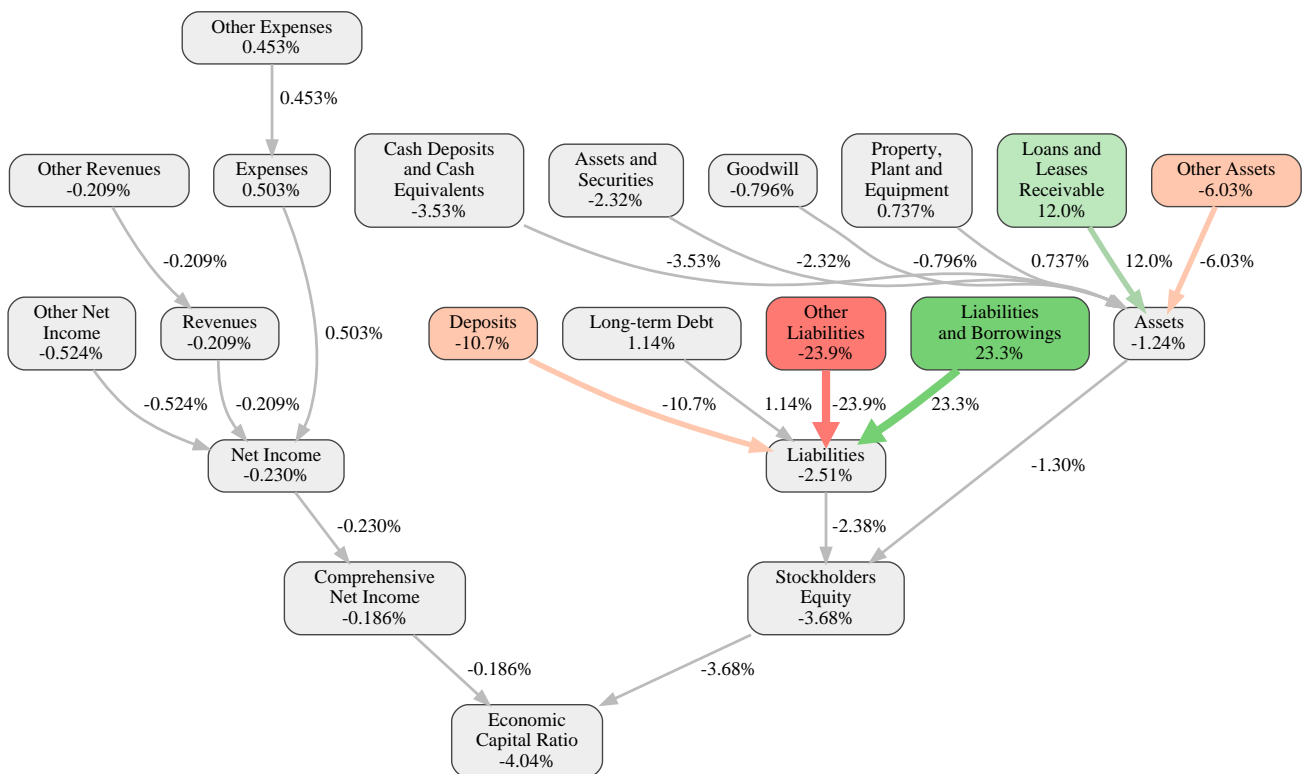 Other Expenses
0.453%
0.453%
Other Revenues
-0.209%
Expenses
0.503%
Cash Deposits
and Cash
Equivalents
-3.53%
Assets and
Securities
-2.32%
Goodwill
-0.796%
Property,
Plant and
Equipment
0.737%
Loans and
Leases
Receivable
12.0%
Other Assets
-6.03%
-0.209%
-3.53%
-2.32%
-0.796%
0.737%
12.0%
-6.03%
Other Net
Income
-0.524%
Revenues
-0.209%
0.503%
Deposits
-10.7%
Long-term Debt
1.14%
Other
Liabilities
-23.9%
Liabilities
and Borrowings
23.3%
Assets
-1.24%
-0.524%
-0.209%
-10.7%
1.14%
-23.9%
23.3%
Net Income
-0.230%
Liabilities
-2.51%
-1.30%
-0.230%
-2.38%
Comprehensive
Net Income
-0.186%
Stockholders
Equity
-3.68%
-0.186%
-3.68%
Economic
Capital Ratio
-4.04%